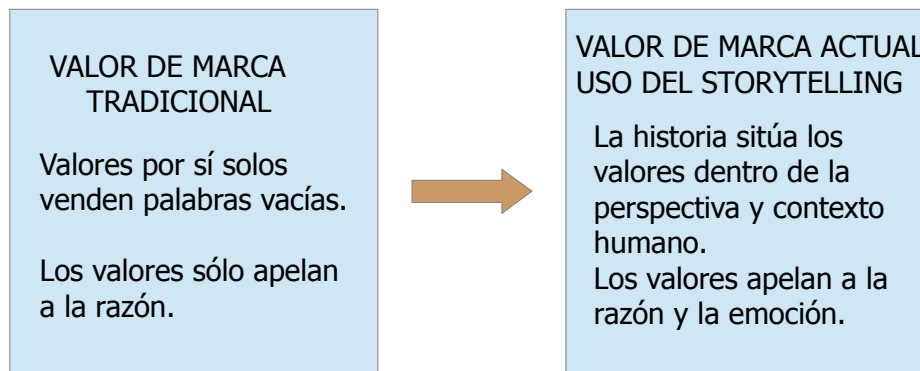 VALOR DE MARCA
TRADICIONAL
Valores por sí solos
venden palabras vacías.
Los valores sólo apelan
a la razón.
VALOR DE MARCA ACTUAL
USO DEL STORYTELLING
La historia sitúa los
valores dentro de la
perspectiva y contexto
humano.
Los valores apelan a la
razón y la emoción.